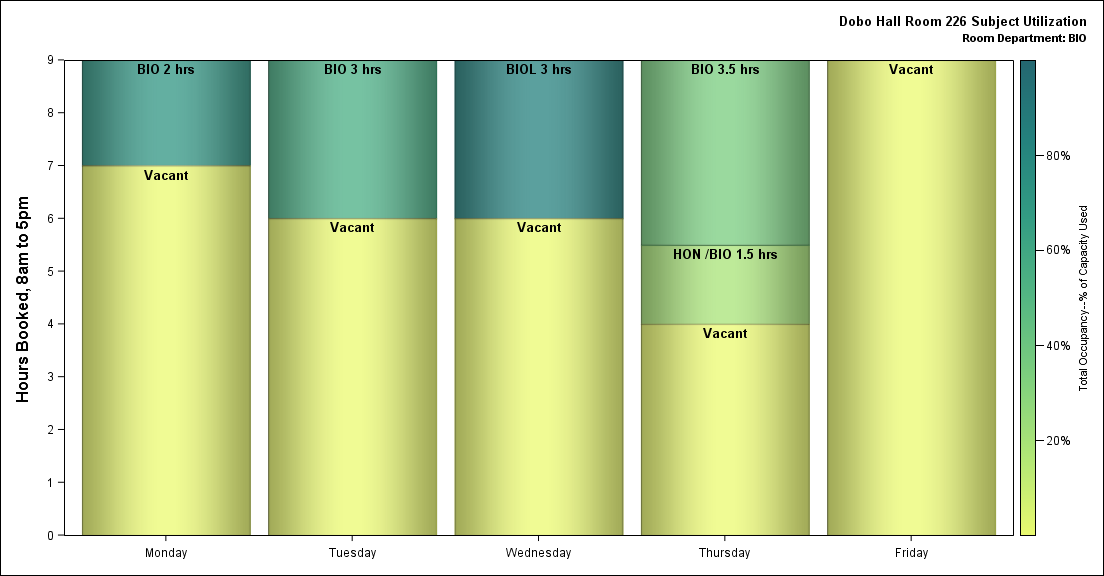 Dobo Hall Room 226 Subject Utilization
Room Department: BIO
Hours Booked, 8am to 5pm
9
8
7
6
5
4
3
2
1
0
BIO 2 hrs
Vacant
BIO 3 hrs
Vacant
BIOL 3 hrs
Vacant
BIO 3.5 hrs
HON /BIO 1.5 hrs
Vacant
Vacant
Monday
Tuesday
Wednesday
Thursday
Friday
80%
60%
40%
20%
Total Occupancy--% of Capacity Used